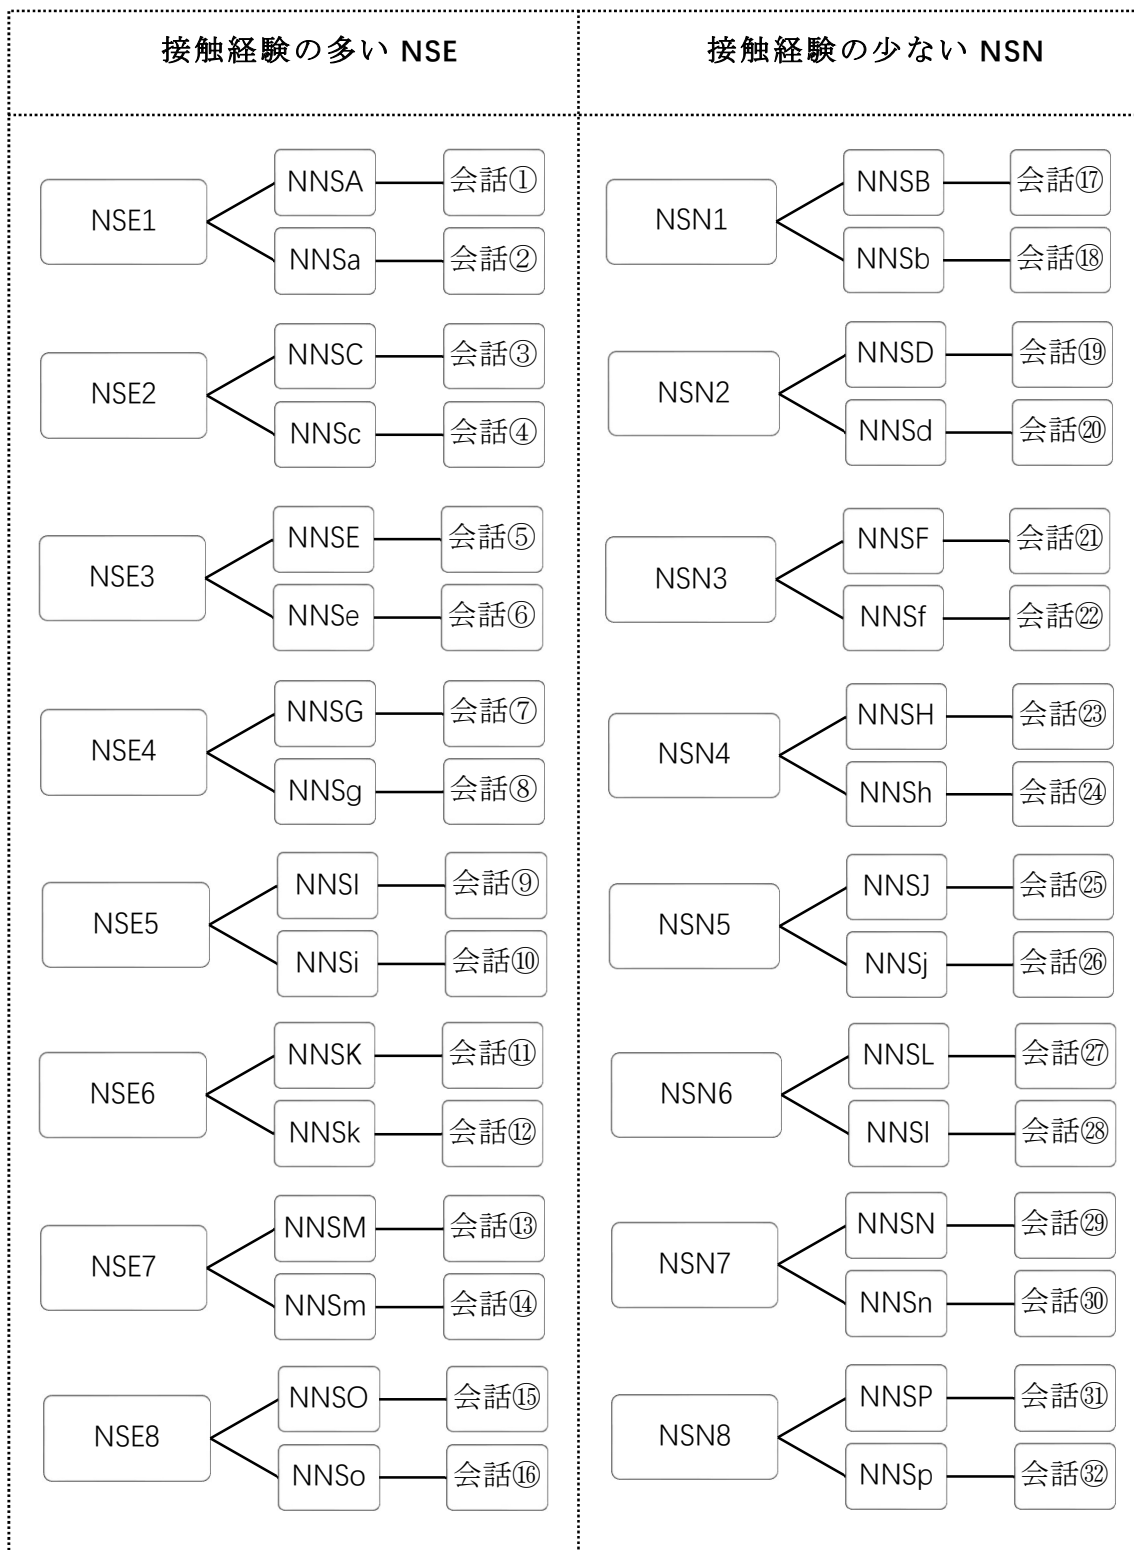 接触経験の多い NSE
NSE1
NNSA
会話①
NNSa
会話②
NSE2
NNSC
会話③
NNSc
会話④
NSE3
NNSE
会話⑤
NNSe
会話⑥
NSE4
NNSG
会話⑦
NNSg
会話⑧
NSE5
NNSI
会話⑨
NNSi
会話⑩
NSE6
NNSK
会話⑪
NNSk
会話⑫
NSE7
NNSM
会話⑬
NNSm
会話⑭
NSE8
NNSO
会話⑮
NNSo
会話⑯
接触経験の少ない NSN
NSN1
NNSB
会話⑰
NNSb
会話⑱
NSN2
NNSD
会話⑲
NNSd
会話⑳
NSN3
NNSF
会話㉑
NNSf
会話㉒
NSN4
NNSH
会話㉓
NNSh
会話㉔
NSN5
NNSJ
会話㉕
NNSj
会話㉖
NSN6
NNSL
会話㉗
NNSl
会話㉘
NSN7
NNSN
会話㉙
NNSn
会話㉚
NSN8
NNSP
会話㉛
NNSp
会話㉜